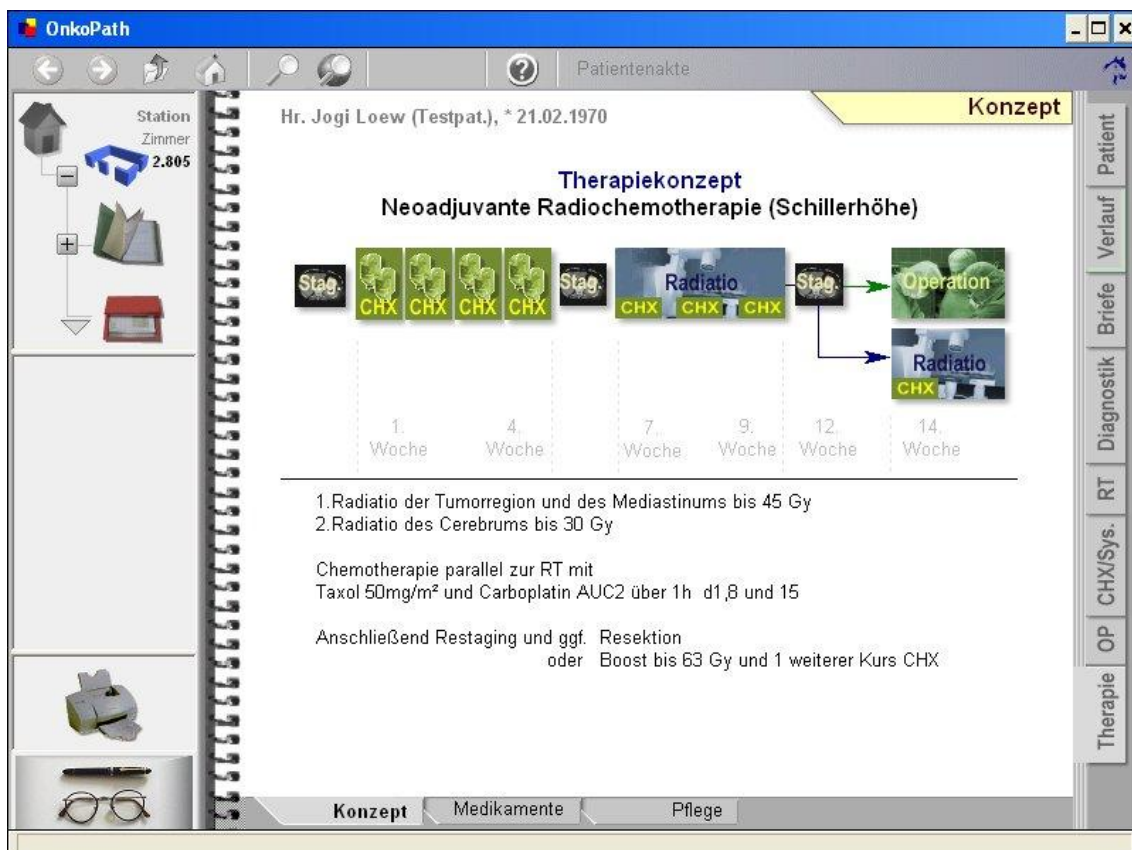 OnkoPath
Patientenakte
Station
Zimmer
2.805
Hr. Jogi Loew (Testpat.), * 21.02.1970
Konzept
Therapiekonzept
Neoadjuvante Radiochemotherapie (Schillerhöhe)
Stag. CHX CHX CHX CHX Stag. Radiatio CHX CHX CHX Stag. Operation
Radiatio
CHX
1. Woche
4. Woche
7. Woche
9. Woche
12. Woche
14. Woche
1.Radiatio der Tumorregion und des Mediastinums bis 45 Gy
2.Radiatio des Cerebrums bis 30 Gy
Chemotherapie parallel zur RT mit
Taxol 50mg/m² und Carboplatin AUC2 über 1h d1,8 und 15
Anschließend Restaging und ggf. Resektion
oder Boost bis 63 Gy und 1 weiterer Kurs CHX
Konzept Medikamente Pflege
Patient
Verlauf
Briefe
Diagnostik
RT
CHX/Sys.
OP
Therapie